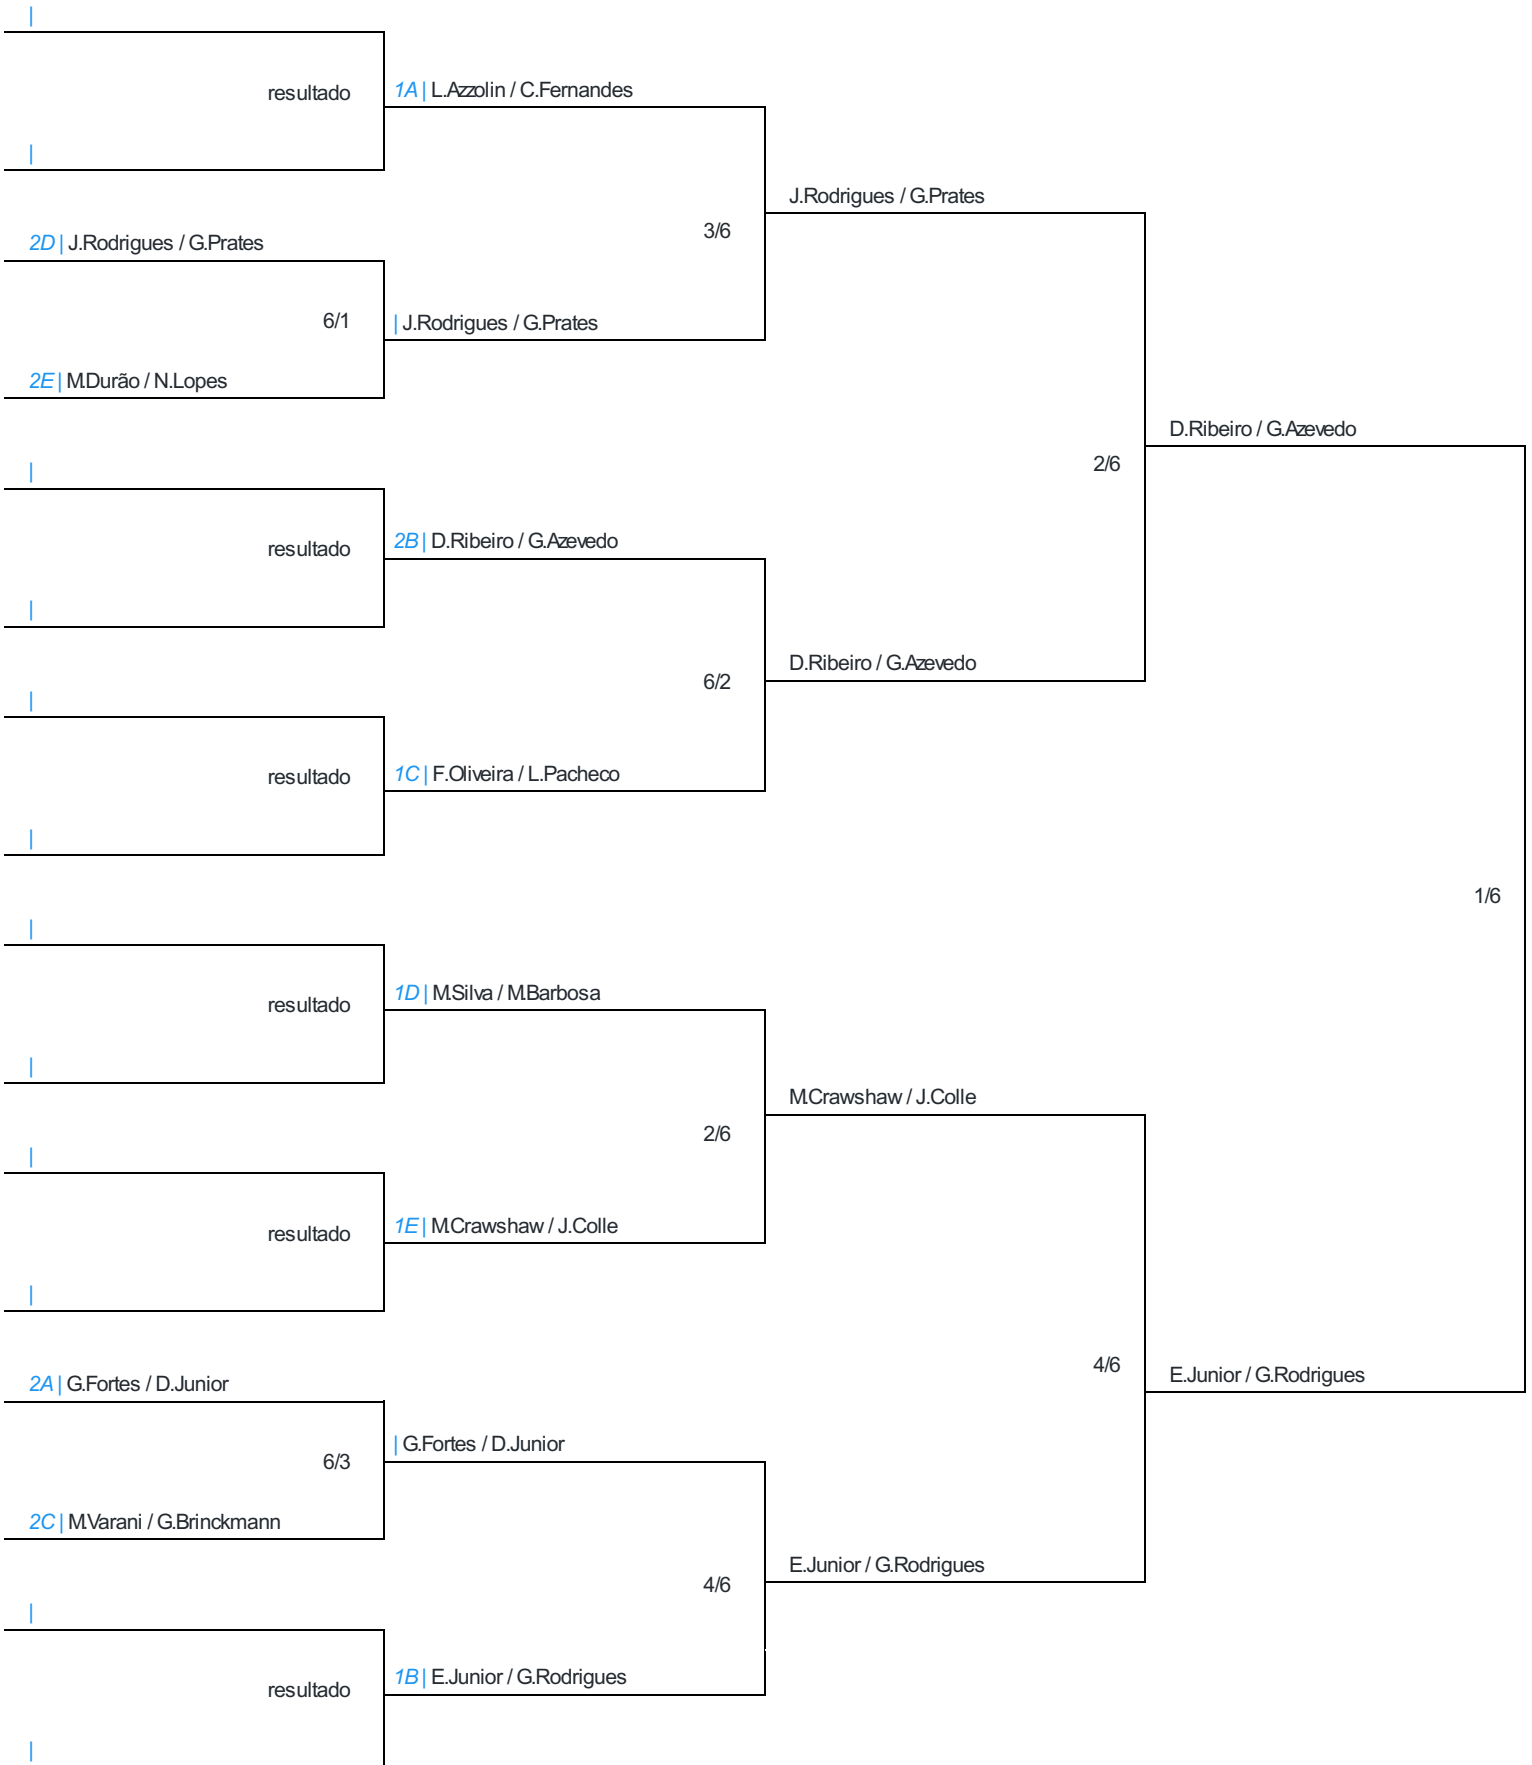 |
resultado
1A | L.Azzolin / C.Fernandes
|
J.Rodrigues / G.Prates
3/6
2D | J.Rodrigues / G.Prates
6/1
| J.Rodrigues / G.Prates
2E | M.Durão / N.Lopes
D.Ribeiro / G.Azevedo
2/6
|
resultado
2B | D.Ribeiro / G.Azevedo
|
D.Ribeiro / G.Azevedo
6/2
|
resultado
1C | F.Oliveira / L.Pacheco
|
1/6
|
resultado
1D | M.Silva / M.Barbosa
|
M.Crawshaw / J.Colle
2/6
|
resultado
1E | M.Crawshaw / J.Colle
|
4/6
E.Junior / G.Rodrigues
2A | G.Fortes / D.Junior
6/3
| G.Fortes / D.Junior
2C | M.Varani / G.Brinckmann
E.Junior / G.Rodrigues
4/6
|
resultado
1B | E.Junior / G.Rodrigues
|